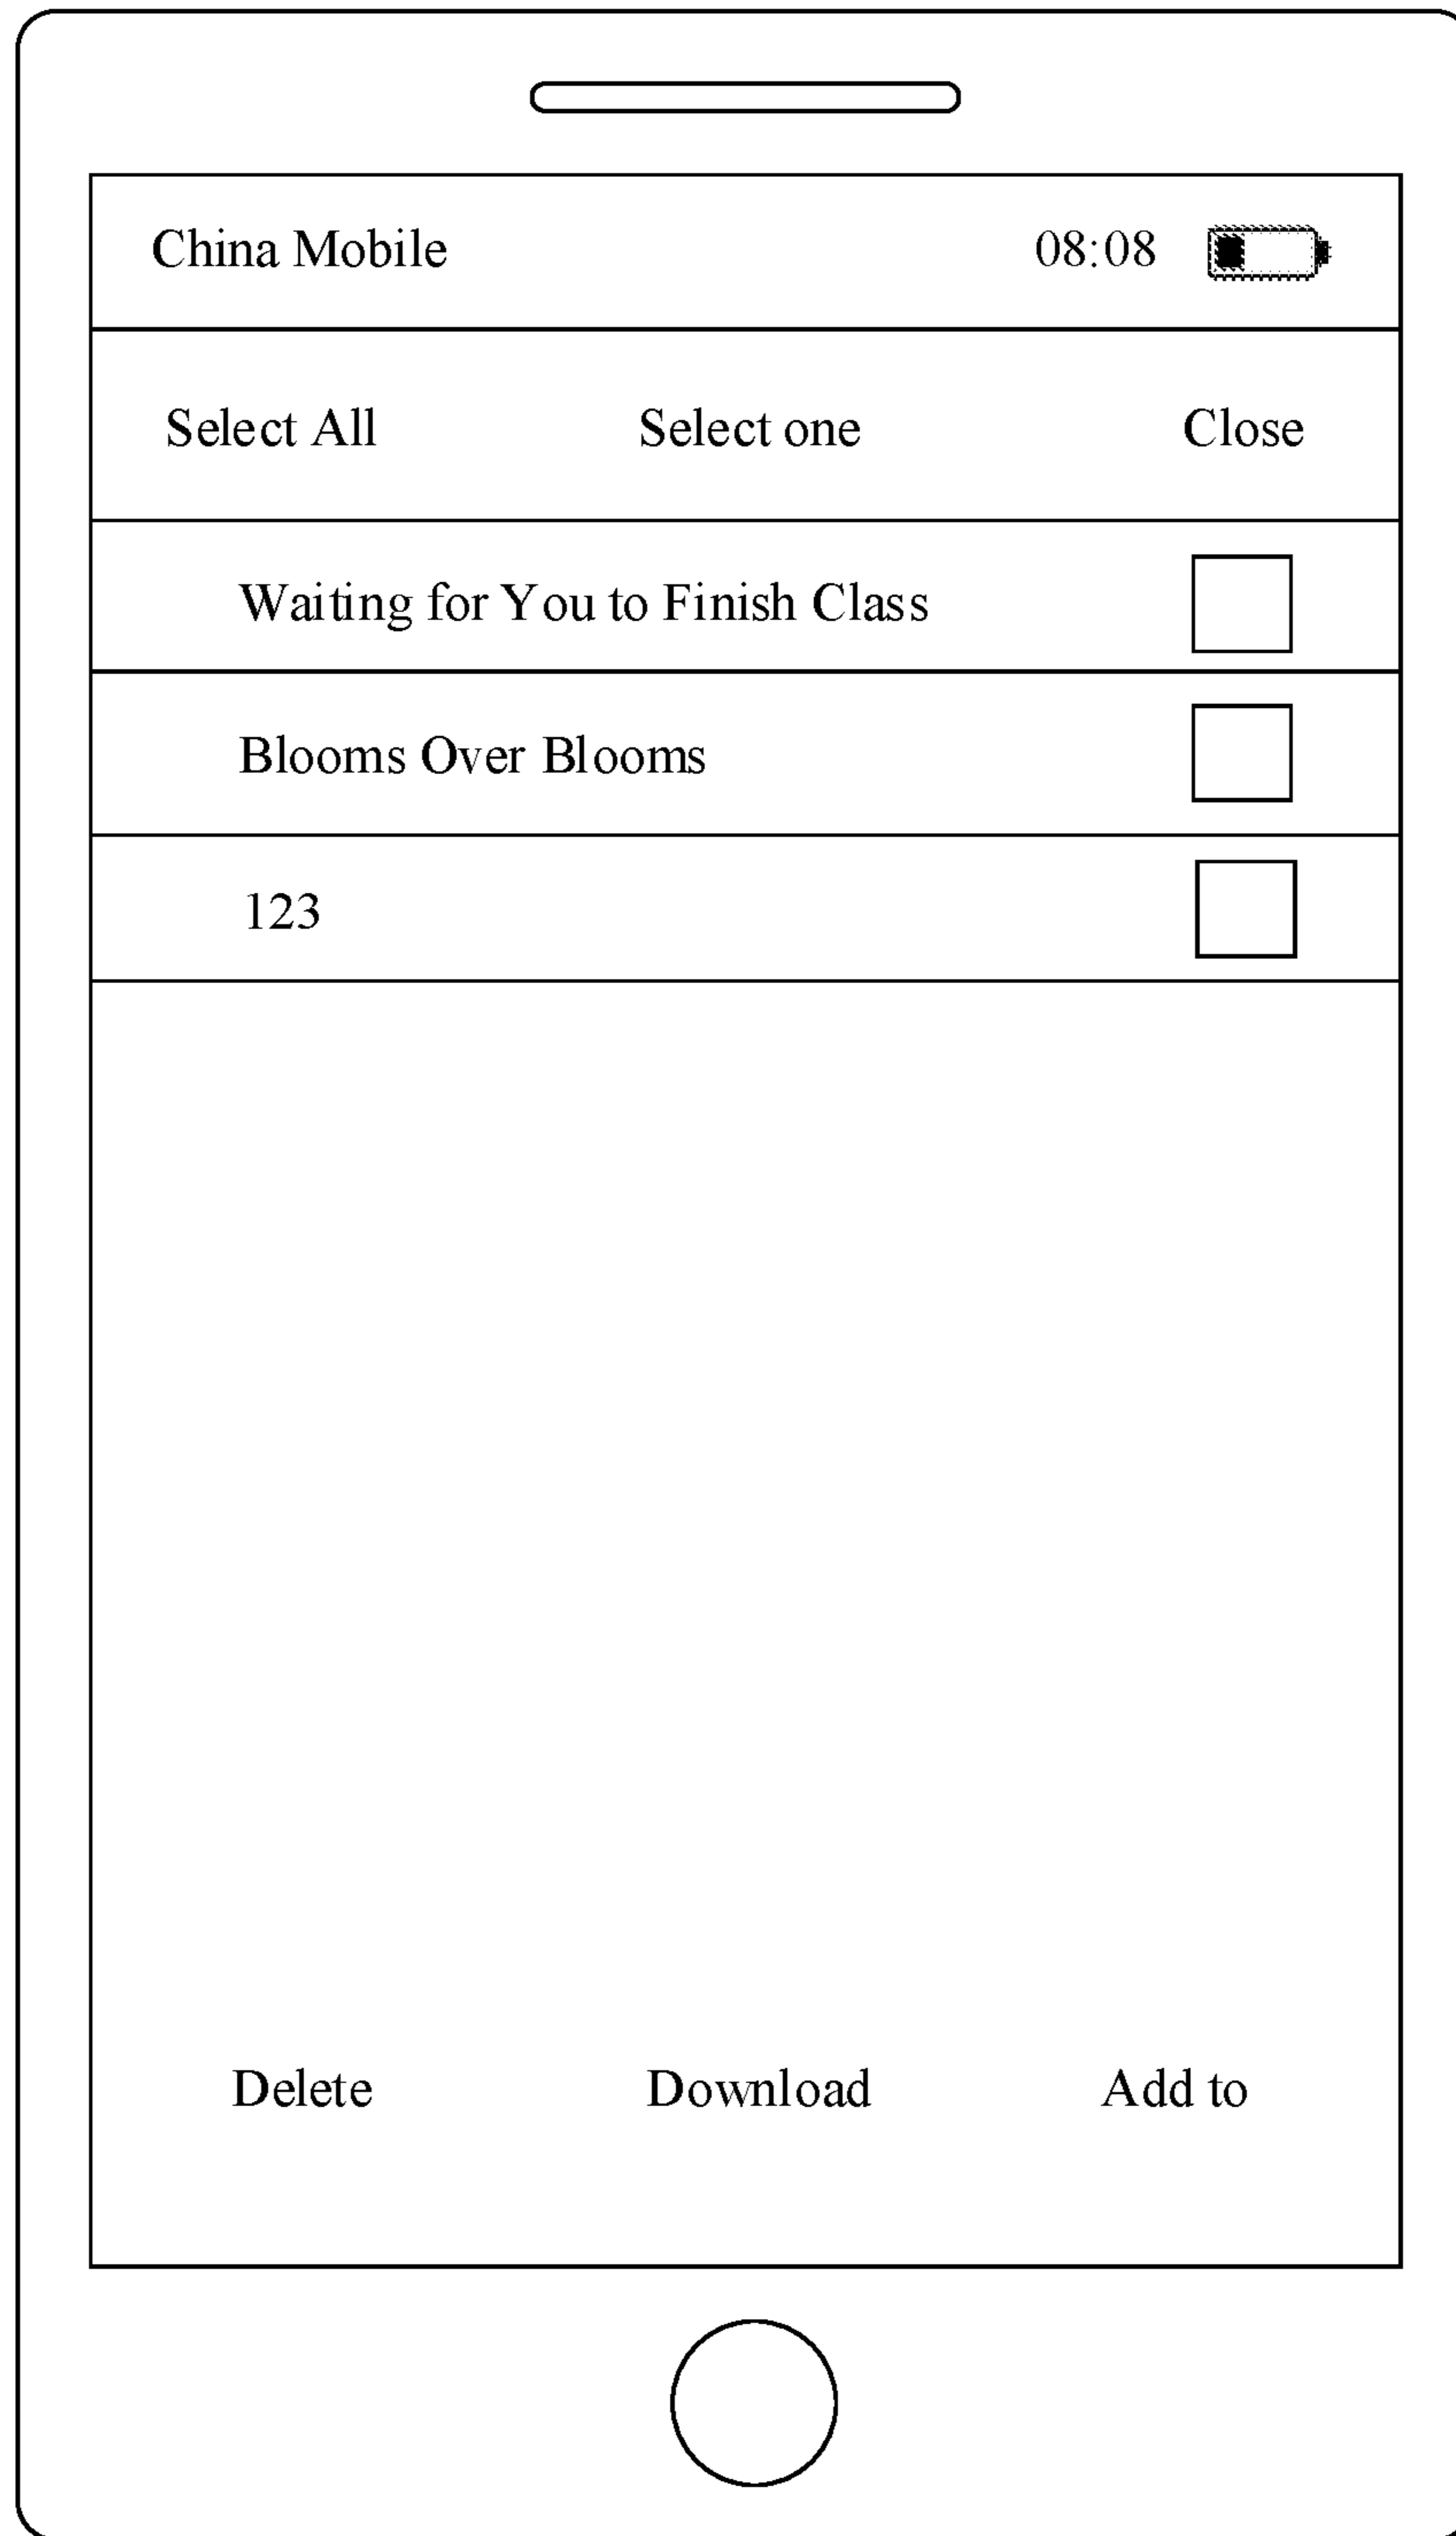 China Mobile 08:08
Select All Select one Close
Waiting for You to Finish Class
Blooms Over Blooms
123
Delete Download Add to